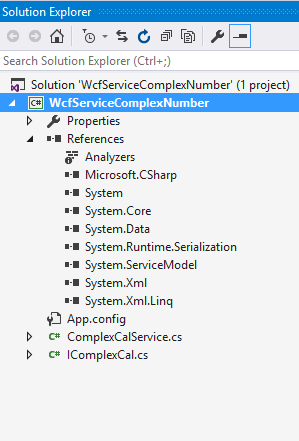 Solution Explorer
Search Solution Explorer (Ctrl+;)
Solution 'WcfServiceComplexNumber' (1 project)
C# WcfServiceComplexNumber
Properties
References
Analyzers
Microsoft.CSharp
System
System.Core
System.Data
System.Runtime.Serialization
System.ServiceModel
System.Xml
System.Xml.Linq
App.config
C# ComplexCalService.cs
C# IComplexCal.cs